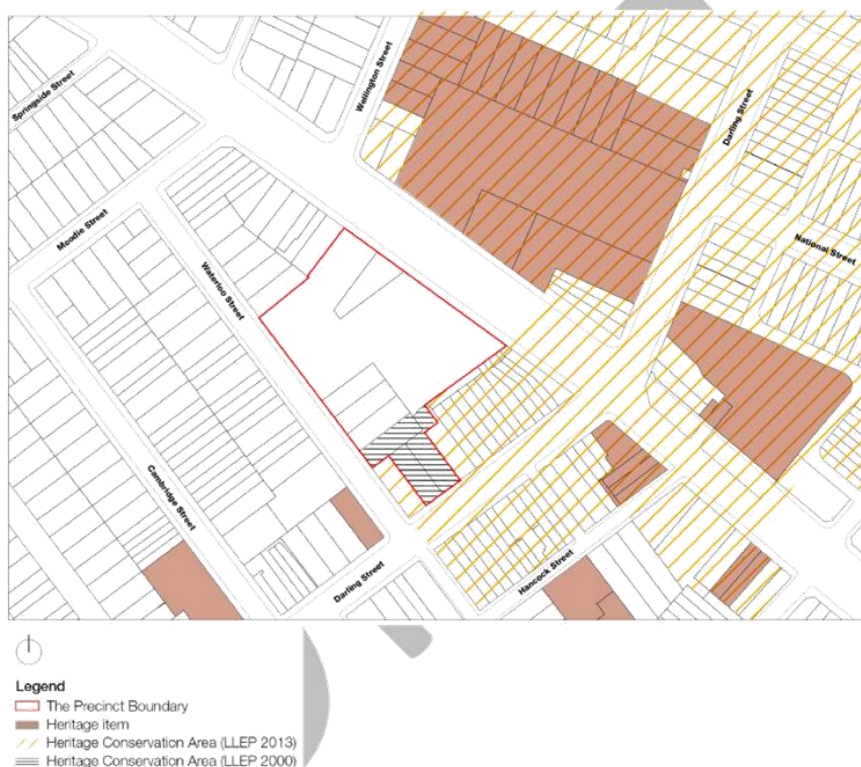 Springside Street
Wellington Street
Darling Street
National Street
Moodie Street
Waterloo Street
Cambridge Street
Darling Street
Hancock Street
Legend
The Precinct Boundary
Heritage item
Heritage Conservation Area (LLEP 2013)
Heritage Conservation Area (LLEP 2000)